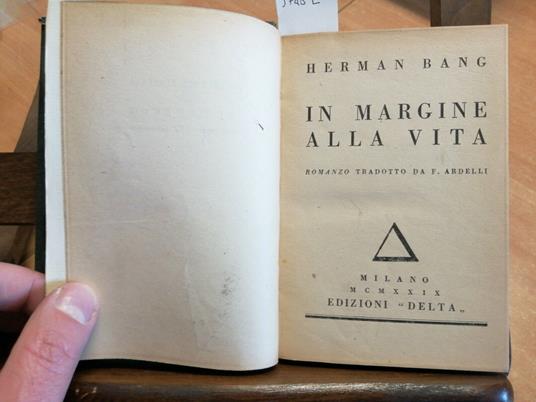 HERMAN BANG
IN MARGINE
ALLA VITA
ROMANZO TRADOTTO DA F. ARDELLI
MILANO
MCMXXIX
EDIZIONI "DELTA„